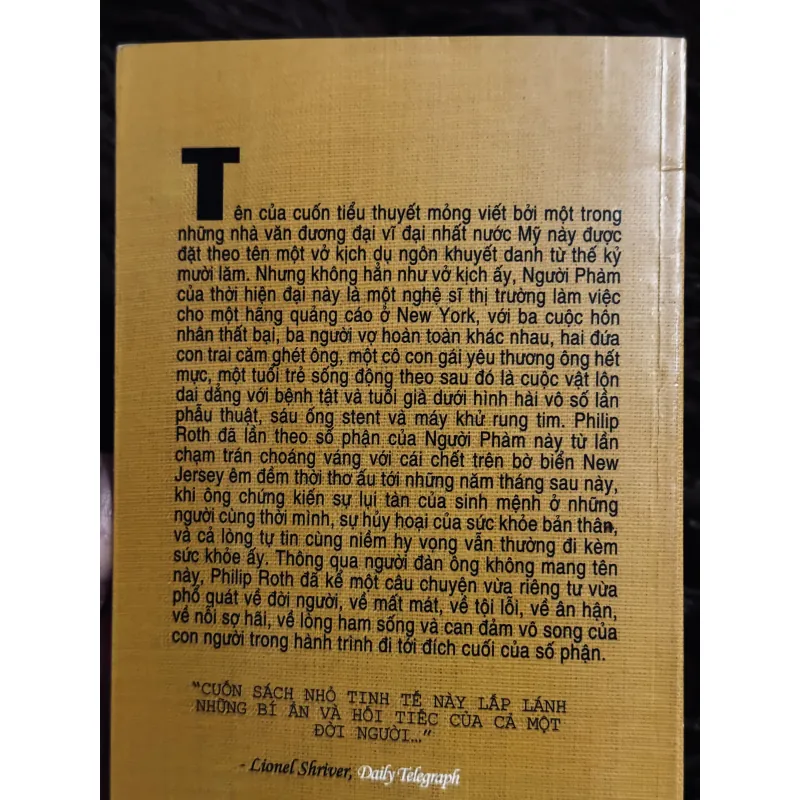 Tên của cuốn tiểu thuyết mỏng viết bởi một trong
những nhà văn đương đại vĩ đại nhất nước Mỹ này được
đặt theo tên một vở kịch dụ ngôn khuyết danh từ thế kỷ
mười lăm. Nhưng không hẳn như vở kịch ấy, Người Phàm
của thời hiện đại này là một nghệ sĩ thị trường làm việc
cho một hãng quảng cáo ở New York, với ba cuộc hôn
nhân thất bại, ba người vợ hoàn toàn khác nhau, hai đứa
con trai căm ghét ông, một cô con gái yêu thương ông hết
mực, một tuổi trẻ sống động theo sau đó là cuộc vật lộn
dai dẳng với bệnh tật và tuổi già dưới hình hài vô số lần
phẫu thuật, sáu ống stent và máy khử rung tim. Philip
Roth đã lần theo số phận của Người Phàm này từ lần
chạm trán choáng váng với cái chết trên bờ biển New
Jersey êm đềm thời thơ ấu tới những năm tháng sau này,
khi ông chứng kiến sự lụi tàn của sinh mệnh ở những
người cùng thời mình, sự hủy hoại của sức khỏe bản thân,
và cả lòng tự tin cùng niềm hy vọng vẫn thường đi kèm
sức khỏe ấy. Thông qua người đàn ông không mang tên
này, Philip Roth đã kể một câu chuyện vừa riêng tư vừa
phổ quát về đời người, về mất mát, về tội lỗi, về ân hận,
về nỗi sợ hãi, về lòng ham sống và can đảm vô song của
con người trong hành trình đi tới đích cuối của số phận.
"CUỐN SÁCH NHỎ TINH TẾ NÀY LẤP LÁNH
NHỮNG BÍ ẨN VÀ HỐI TIẾC CỦA CẢ MỘT
ĐỜI NGƯỜI…"
- Lionel Shriver, Daily Telegraph